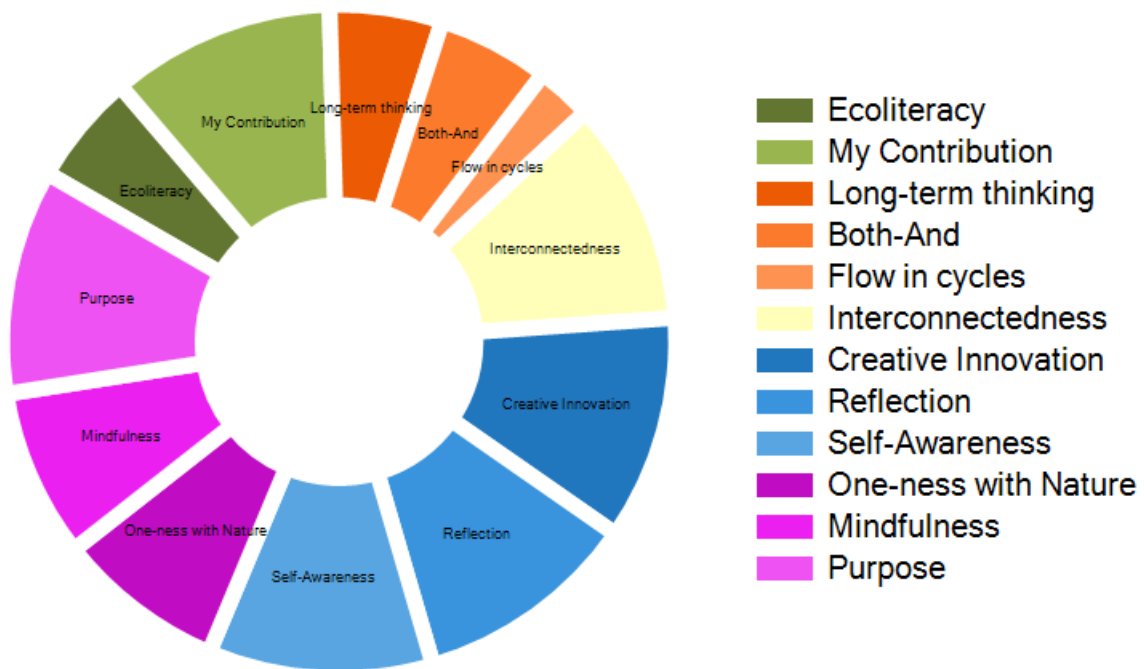 Long-term thinking
My Contribution
Both-And
Flow in cycles
Ecoliteracy
Interconnectedness
Purpose
Creative Innovation
Mindfulness
One-ness with Nature
Reflection
Self-Awareness
Ecoliteracy
My Contribution
Long-term thinking
Both-And
Flow in cycles
Interconnectedness
Creative Innovation
Reflection
Self-Awareness
One-ness with Nature
Mindfulness
Purpose